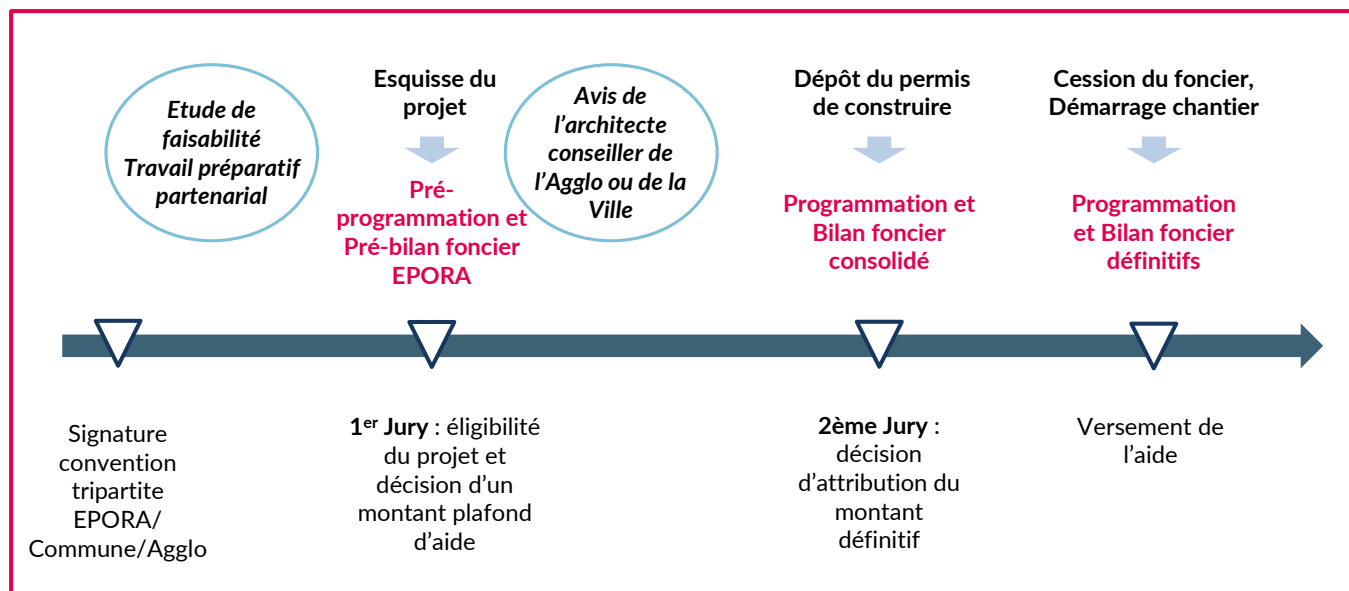 Etude de
faisabilité
Travail préparatif
partenarial
Esquisse du
projet
Pré-
programmation et
Pré-bilan foncier
EPORA
Avis de
l’architecte
conseiller de
l’Agglo ou de la
Ville
Dépôt du permis
de construire
Programmation et
Bilan foncier
consolidé
Cession du foncier,
Démarrage chantier
Programmation
et Bilan foncier
définitifs
Signature
convention
tripartite
EPORA/
Commune/Agglo
1er Jury : éligibilité
du projet et
décision d’un
montant plafond
d’aide
2ème Jury :
décision
d’attribution du
montant
définitif
Versement de
l’aide